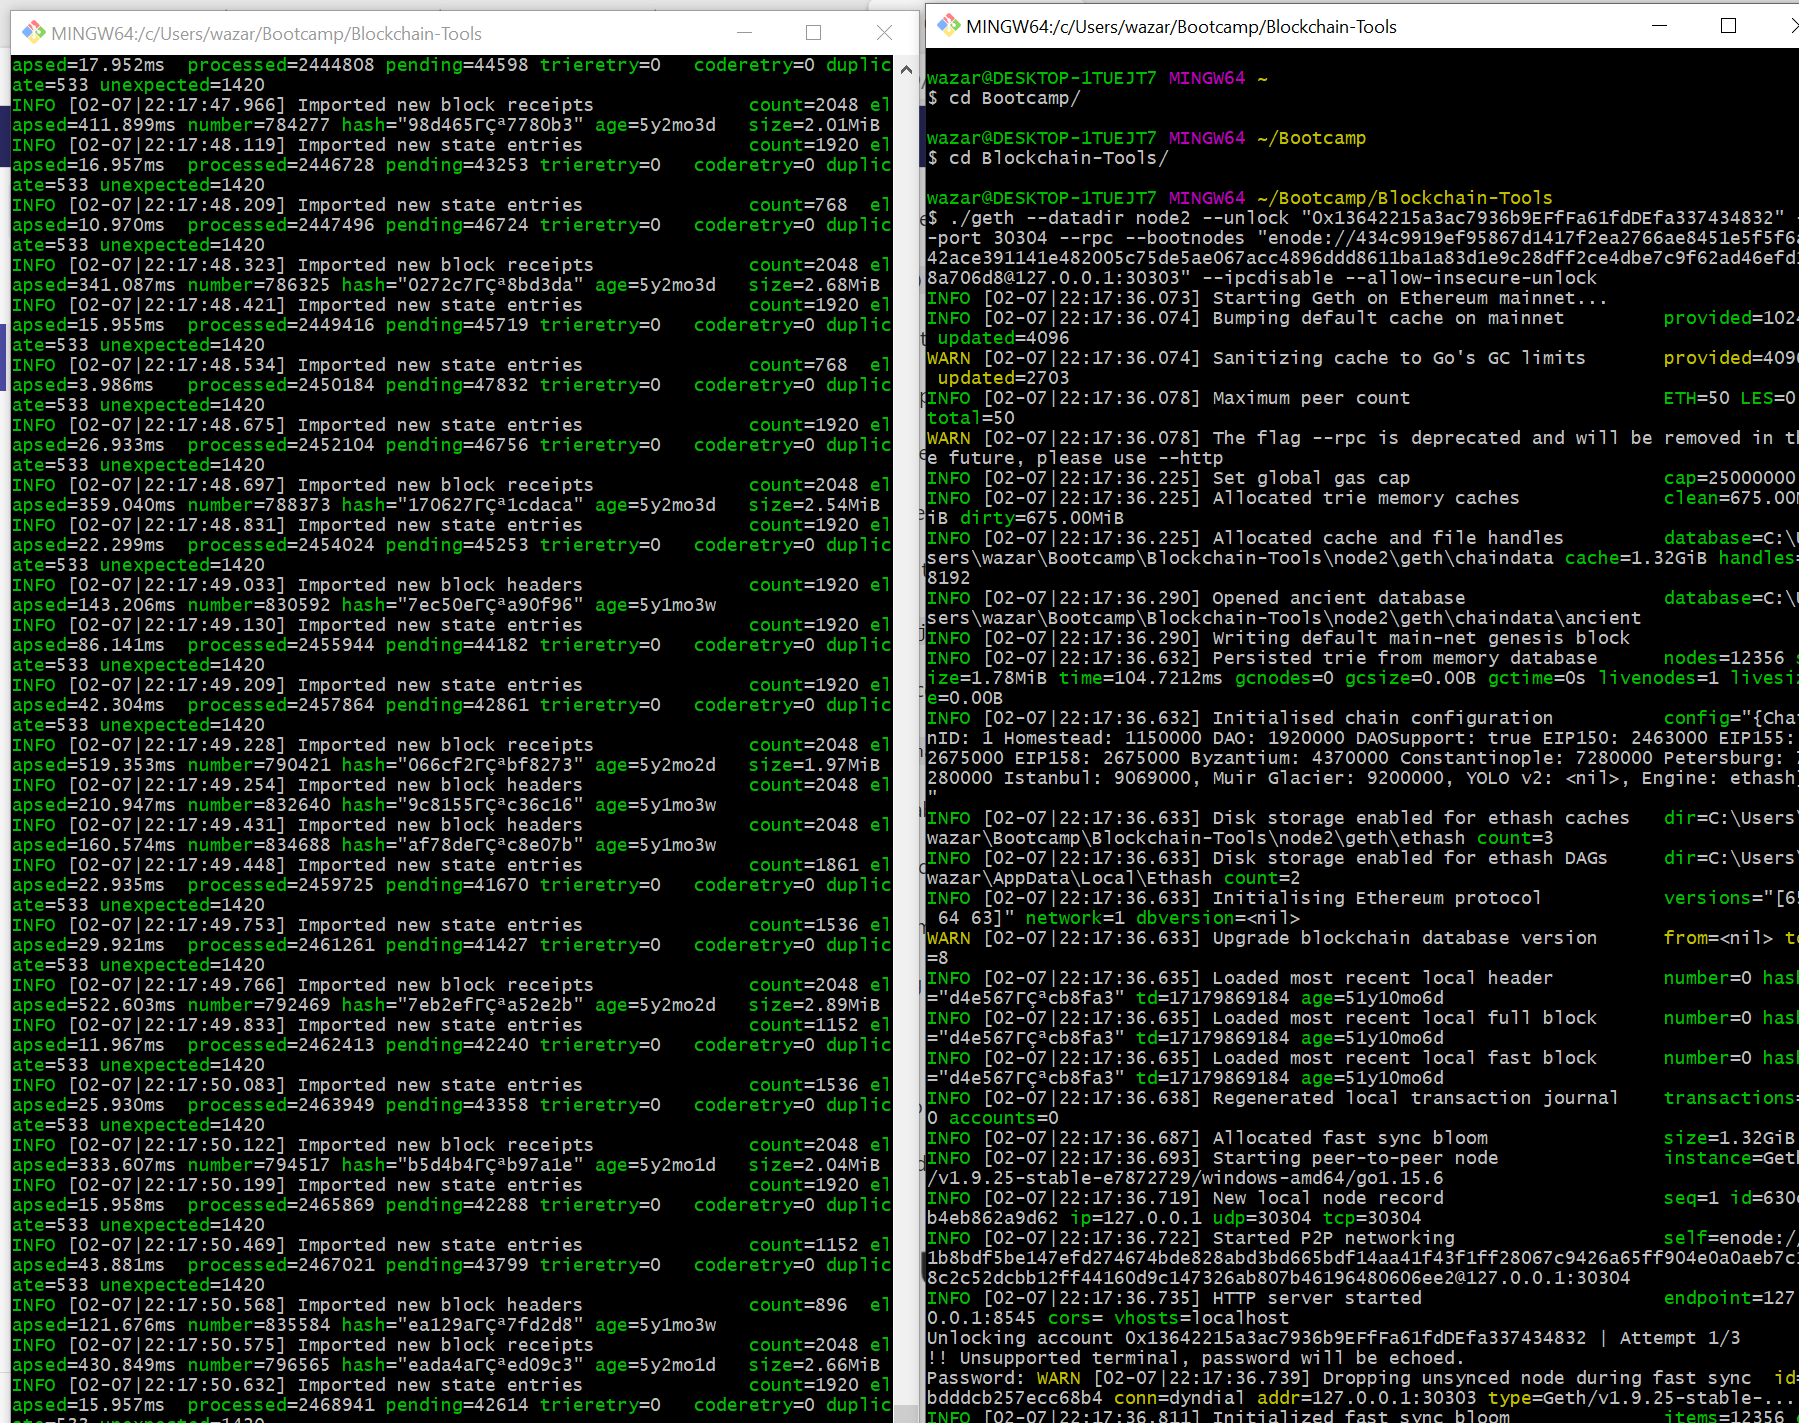 MINGW64:/c/Users/wazar/Bootcamp/Blockchain-Tools
apsed=17.952ms  processed=2444808 pending=44598 trieretry=0   coderetry=0 duplic
ate=533 unexpected=1420
INFO [02-07|22:17:47.966] Imported new block receipts              count=2048 el
apsed=411.899ms number=784277 hash="98d465ΓÇª7780b3" age=5y2mo3d   size=2.01MiB
INFO [02-07|22:17:48.119] Imported new state entries               count=1920 el
apsed=16.957ms  processed=2446728 pending=43253 trieretry=0   coderetry=0 duplic
ate=533 unexpected=1420
INFO [02-07|22:17:48.209] Imported new state entries               count=768  el
apsed=10.970ms  processed=2447496 pending=46724 trieretry=0   coderetry=0 duplic
ate=533 unexpected=1420
INFO [02-07|22:17:48.323] Imported new block receipts              count=2048 el
apsed=341.087ms number=786325 hash="0272c7ΓÇª8bd3da" age=5y2mo3d   size=2.68MiB
INFO [02-07|22:17:48.421] Imported new state entries               count=1920 el
apsed=15.955ms  processed=2449416 pending=45719 trieretry=0   coderetry=0 duplic
ate=533 unexpected=1420
INFO [02-07|22:17:48.534] Imported new state entries               count=768  el
apsed=3.986ms   processed=2450184 pending=47832 trieretry=0   coderetry=0 duplic
ate=533 unexpected=1420
INFO [02-07|22:17:48.675] Imported new state entries               count=1920 el
apsed=26.933ms  processed=2452104 pending=46756 trieretry=0   coderetry=0 duplic
ate=533 unexpected=1420
INFO [02-07|22:17:48.697] Imported new block receipts              count=2048 el
apsed=359.040ms number=788373 hash="170627ΓÇª1cdaca" age=5y2mo3d   size=2.54MiB
INFO [02-07|22:17:48.831] Imported new state entries               count=1920 el
apsed=22.299ms  processed=2454024 pending=45253 trieretry=0   coderetry=0 duplic
ate=533 unexpected=1420
INFO [02-07|22:17:49.033] Imported new block headers               count=1920 el
apsed=143.206ms number=830592 hash="7ec50eΓÇªa90f96" age=5y1mo3w
INFO [02-07|22:17:49.130] Imported new state entries               count=1920 el
apsed=86.141ms  processed=2455944 pending=44182 trieretry=0   coderetry=0 duplic
ate=533 unexpected=1420
INFO [02-07|22:17:49.209] Imported new state entries               count=1920 el
apsed=42.304ms  processed=2457864 pending=42861 trieretry=0   coderetry=0 duplic
ate=533 unexpected=1420
INFO [02-07|22:17:49.228] Imported new block receipts              count=2048 el
apsed=519.353ms number=790421 hash="066cf2ΓÇªbf8273" age=5y2mo2d   size=1.97MiB
INFO [02-07|22:17:49.254] Imported new block headers               count=2048 el
apsed=210.947ms number=832640 hash="9c8155ΓÇªc36c16" age=5y1mo3w
INFO [02-07|22:17:49.431] Imported new block headers               count=2048 el
apsed=160.574ms number=834688 hash="af78deΓÇªc8e07b" age=5y1mo3w
INFO [02-07|22:17:49.448] Imported new state entries               count=1861 el
apsed=22.935ms  processed=2459725 pending=41670 trieretry=0   coderetry=0 duplic
ate=533 unexpected=1420
INFO [02-07|22:17:49.753] Imported new state entries               count=1536 el
apsed=29.921ms  processed=2461261 pending=41427 trieretry=0   coderetry=0 duplic
ate=533 unexpected=1420
INFO [02-07|22:17:49.766] Imported new block receipts              count=2048 el
apsed=522.603ms number=792469 hash="7eb2efΓÇªa52e2b" age=5y2mo2d   size=2.89MiB
INFO [02-07|22:17:49.833] Imported new state entries               count=1152 el
apsed=11.967ms  processed=2462413 pending=42240 trieretry=0   coderetry=0 duplic
ate=533 unexpected=1420
INFO [02-07|22:17:50.083] Imported new state entries               count=1536 el
apsed=25.930ms  processed=2463949 pending=43358 trieretry=0   coderetry=0 duplic
ate=533 unexpected=1420
INFO [02-07|22:17:50.122] Imported new block receipts              count=2048 el
apsed=333.607ms number=794517 hash="b5d4b4ΓÇªb97a1e" age=5y2mo1d   size=2.04MiB
INFO [02-07|22:17:50.199] Imported new state entries               count=1920 el
apsed=15.958ms  processed=2465869 pending=42288 trieretry=0   coderetry=0 duplic
ate=533 unexpected=1420
INFO [02-07|22:17:50.469] Imported new state entries               count=1152 el
apsed=43.881ms  processed=2467021 pending=43799 trieretry=0   coderetry=0 duplic
ate=533 unexpected=1420
INFO [02-07|22:17:50.568] Imported new block headers               count=896  el
apsed=121.676ms number=835584 hash="ea129aΓÇª7fd2d8" age=5y1mo3w
INFO [02-07|22:17:50.575] Imported new block receipts              count=2048 el
apsed=430.849ms number=796565 hash="eada4aΓÇªed09c3" age=5y2mo1d   size=2.66MiB
INFO [02-07|22:17:50.632] Imported new state entries               count=1920 el
apsed=15.957ms  processed=2468941 pending=42614 trieretry=0   coderetry=0 duplic
ate=533 unexpected=1420
MINGW64:/c/Users/wazar/Bootcamp/Blockchain-Tools
wazar@DESKTOP-1TUEJT7 MINGW64 ~
$ cd Bootcamp/
wazar@DESKTOP-1TUEJT7 MINGW64 ~/Bootcamp
$ cd Blockchain-Tools/
wazar@DESKTOP-1TUEJT7 MINGW64 ~/Bootcamp/Blockchain-Tools
$ ./geth --datadir node2 --unlock "0x13642215a3ac7936b9EFfFa61fdDEfa337434832" -
-port 30304 --rpc --bootnodes "enode://434c9919ef95867d1417f2ea2766ae8451e5f5f6a
42ace391141e482005c75de5ae067acc4896ddd8611ba1a83d1e9c28dff2ce4dbe7c9f62ad46efd
8a706d8@127.0.0.1:30303" --ipcdisable --allow-insecure-unlock
INFO [02-07|22:17:36.073] Starting Geth on Ethereum mainnet...
INFO [02-07|22:17:36.074] Bumping default cache on mainnet         provided=1024
updated=4096
WARN [02-07|22:17:36.074] Sanitizing cache to Go's GC limits       provided=4096
updated=2703
INFO [02-07|22:17:36.078] Maximum peer count                       ETH=50 LES=0
total=50
WARN [02-07|22:17:36.078] The flag --rpc is deprecated and will be removed in th
e future, please use --http
INFO [02-07|22:17:36.225] Set global gas cap                       cap=25000000
INFO [02-07|22:17:36.225] Allocated trie memory caches             clean=675.00M
iB dirty=675.00MiB
INFO [02-07|22:17:36.225] Allocated cache and file handles         database=C:\U
sers\wazar\Bootcamp\Blockchain-Tools\node2\geth\chaindata cache=1.32GiB handles=
8192
INFO [02-07|22:17:36.290] Opened ancient database                  database=C:\U
sers\wazar\Bootcamp\Blockchain-Tools\node2\geth\chaindata\ancient
INFO [02-07|22:17:36.290] Writing default main-net genesis block
INFO [02-07|22:17:36.632] Persisted trie from memory database      nodes=12356 s
ize=1.78MiB time=104.7212ms gcnodes=0 gcsize=0.00B gctime=0s livenodes=1 livesiz
e=0.00B
INFO [02-07|22:17:36.632] Initialised chain configuration          config="{Chai
nID: 1 Homestead: 1150000 DAO: 1920000 DAOSupport: true EIP150: 2463000 EIP155:
2675000 EIP158: 2675000 Byzantium: 4370000 Constantinople: 7280000 Petersburg: 7
280000 Istanbul: 9069000, Muir Glacier: 9200000, YOLO v2: <nil>, Engine: ethash}
"
INFO [02-07|22:17:36.633] Disk storage enabled for ethash caches   dir=C:\Users\
wazar\Bootcamp\Blockchain-Tools\node2\geth\ethash count=3
INFO [02-07|22:17:36.633] Disk storage enabled for ethash DAGs     dir=C:\Users\
wazar\AppData\Local\Ethash count=2
INFO [02-07|22:17:36.633] Initialising Ethereum protocol           versions="[65
64 63]" network=1 dbversion=<nil>
WARN [02-07|22:17:36.633] Upgrade blockchain database version      from=<nil> to
=8
INFO [02-07|22:17:36.635] Loaded most recent local header          number=0 hash
="d4e567ΓÇªcb8fa3" td=17179869184 age=51y10mo6d
INFO [02-07|22:17:36.635] Loaded most recent local full block      number=0 hash
="d4e567ΓÇªcb8fa3" td=17179869184 age=51y10mo6d
INFO [02-07|22:17:36.635] Loaded most recent local fast block      number=0 hash
="d4e567ΓÇªcb8fa3" td=17179869184 age=51y10mo6d
INFO [02-07|22:17:36.638] Regenerated local transaction journal    transactions=
0 accounts=0
INFO [02-07|22:17:36.687] Allocated fast sync bloom                size=1.32GiB
INFO [02-07|22:17:36.693] Starting peer-to-peer node               instance=Geth
/v1.9.25-stable-e7872729/windows-amd64/go1.15.6
INFO [02-07|22:17:36.719] New local node record                    seq=1 id=630c
b4eb862a9d62 ip=127.0.0.1 udp=30304 tcp=30304
INFO [02-07|22:17:36.722] Started P2P networking                   self=enode://
1b8bdf5be147efd274674bde828abd3bd665bdf14aa41f43f1ff28067c9426a65ff904e0a0aeb7c
8c2c52dcbb12ff44160d9c147326ab807b46196480606ee2@127.0.0.1:30304
INFO [02-07|22:17:36.735] HTTP server started                      endpoint=127.
0.0.1:8545 cors= vhosts=localhost
Unlocking account 0x13642215a3ac7936b9EFfFa61fdDEfa337434832 | Attempt 1/3
!! Unsupported terminal, password will be echoed.
Password: WARN [02-07|22:17:36.739] Dropping unsynced node during fast sync  id=
bdddcb257ecc68b4 conn=dyndial addr=127.0.0.1:30303 type=Geth/v1.9.25-stable-...
INFO [02-07|22:17:36.811] Initialized fast sync bloom              items=12356